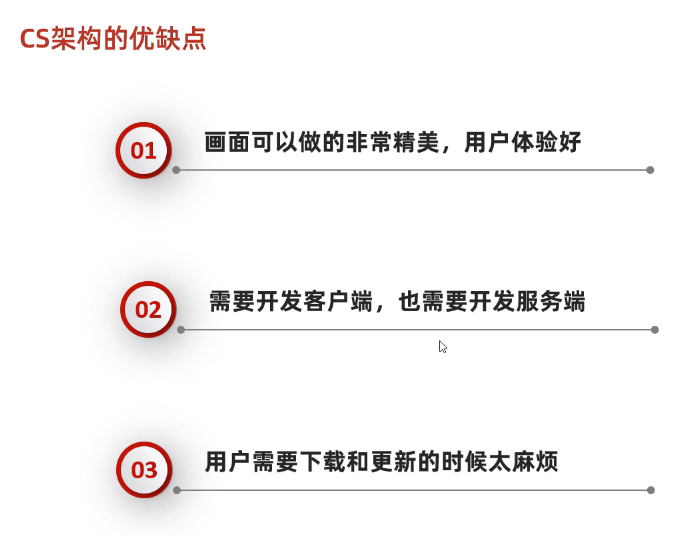 CS架构的优缺点
01
画面可以做的非常精美，用户体验好
02
需要开发客户端，也需要开发服务端
03
用户需要下载和更新的时候太麻烦